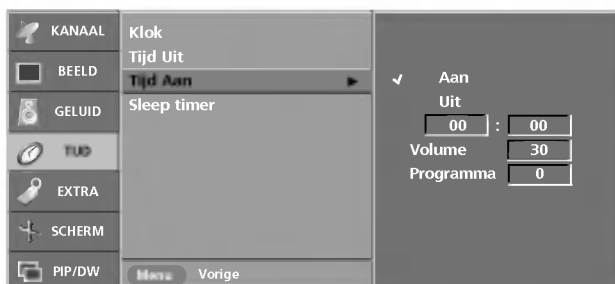 KANAAL
BEELD
GELUID
TIJD
EXTRA
SCHERM
PIP/DW
Klok
Tijd Uit
Tijd Aan
Sleep timer
Menu Vorige
Aan
Uit
00 : 00
Volume 30
Programma 0